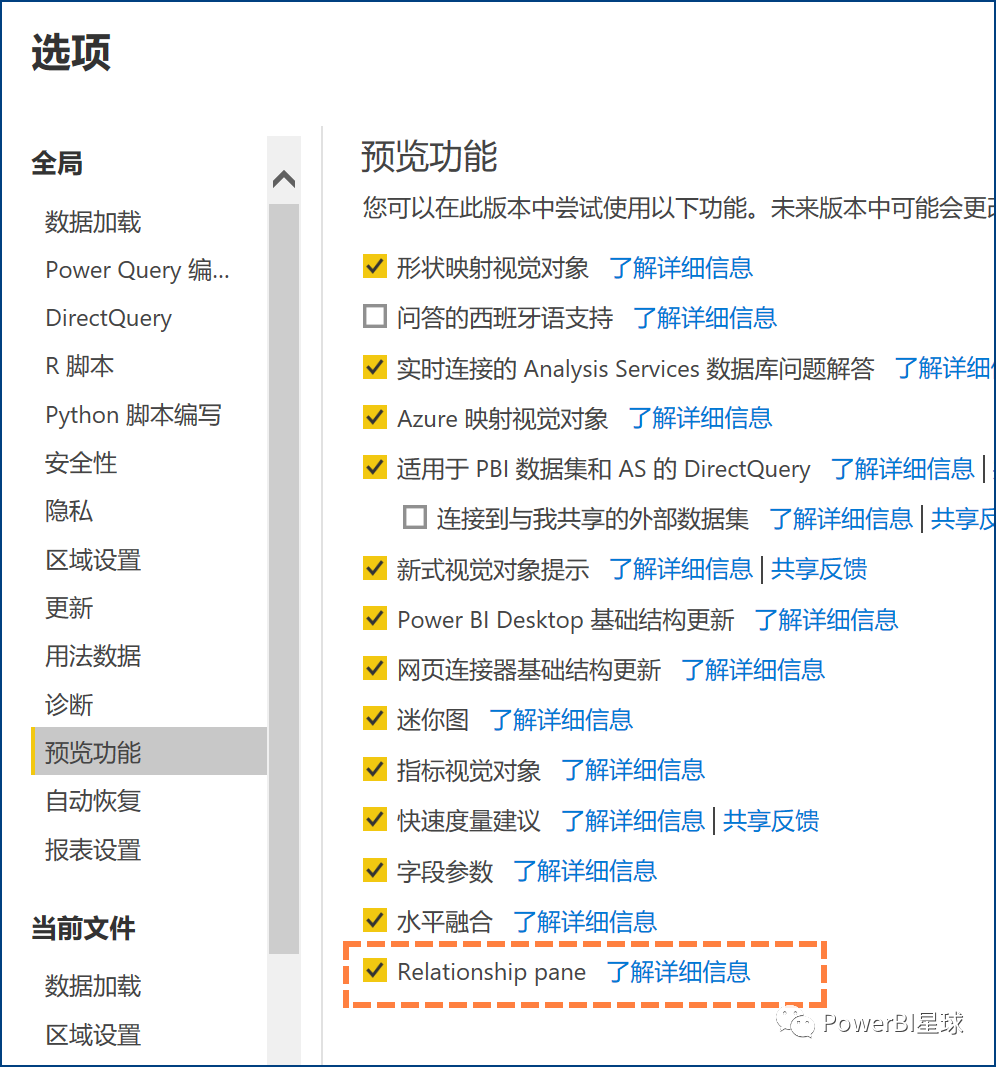 选项
全局
数据加载
Power Query 编...
DirectQuery
R 脚本
Python 脚本编写
安全性
隐私
区域设置
更新
用法数据
诊断
预览功能
自动恢复
报表设置
当前文件
数据加载
区域设置
预览功能
您可以在此版本中尝试使用以下功能。未来版本中可能会更改
形状映射视觉对象 了解详细信息
问答的西班牙语支持 了解详细信息
实时连接的 Analysis Services 数据库问题解答 了解详细信
Azure 映射视觉对象 了解详细信息
适用于 PBI 数据集和 AS 的 DirectQuery 了解详细信息 |
连接到与我共享的外部数据集 了解详细信息 | 共享反
新式视觉对象提示 了解详细信息 | 共享反馈
Power BI Desktop 基础结构更新 了解详细信息
网页连接器基础结构更新 了解详细信息
迷你图 了解详细信息
指标视觉对象 了解详细信息
快速度量建议 了解详细信息 | 共享反馈
字段参数 了解详细信息
水平融合 了解详细信息
Relationship pane 了解详细信息
PowerBI星球